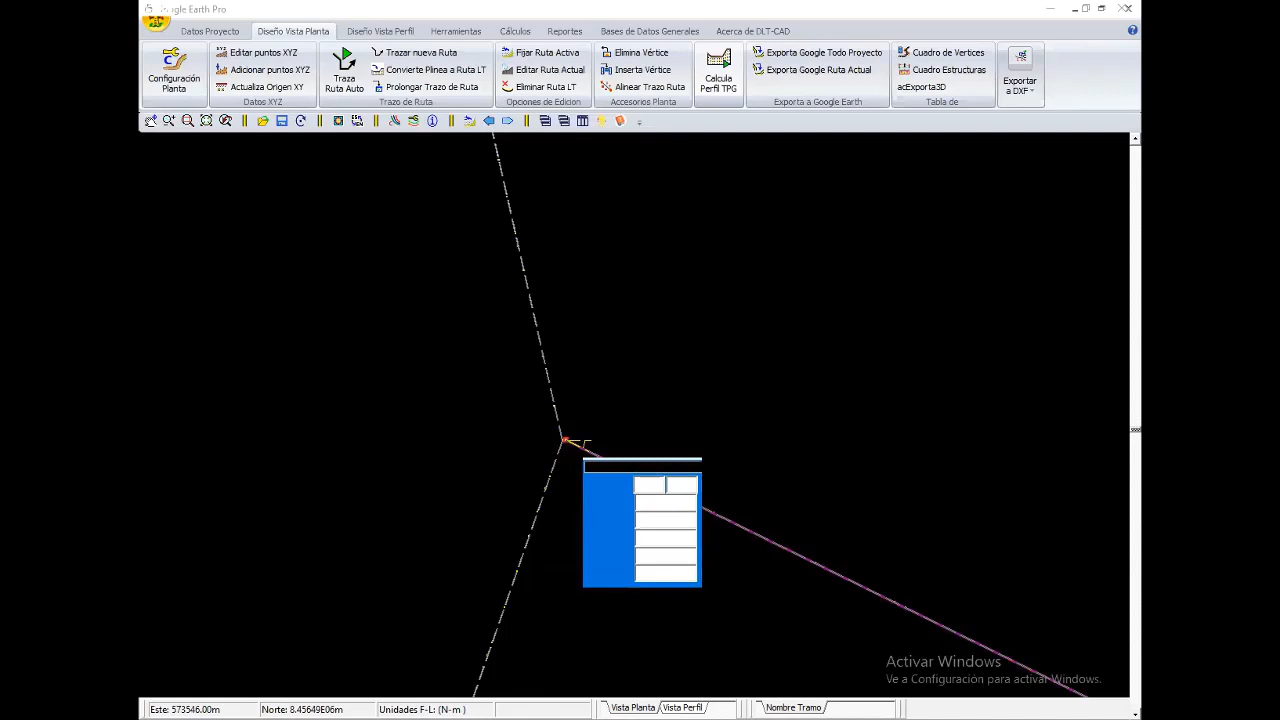 Google Earth Pro
Datos Proyecto
Diseño Vista Planta
Diseño Vista Perfil
Herramientas
Cálculos
Reportes
Bases de Datos Generales
Acerca de DLT-CAD
Configuración
Planta
Editar puntos XYZ
Adicionar puntos XYZ
Actualiza Origen XY
Datos XYZ
Traza
Ruta Auto
Trazar nueva ruta
Convierte Plinea a Ruta LT
Prolongar Trazo de Ruta
Trazo de Ruta
Fijar Ruta Activa
Editar Ruta Actual
Eliminar Ruta LT
Opciones de Edicion
Elimina Vértice
Inserta Vértice
Alinear Trazo Ruta
Accesorios Planta
Calcula
Perfil TPG
Exporta Google Todo Proyecto
Exporta Google Ruta Actual
Exporta a Google Earth
Cuadro de Vertices
Cuadro Estructuras
acExporta3D
Tabla de
Exportar
a DXF
Activar Windows
Ve a Configuración para activar Windows.
Este: 573546.00m
Norte: 8.45649E06m
Unidades F-L: (N-m )
Vista Planta
Vista Perfil
Nombre Tramo